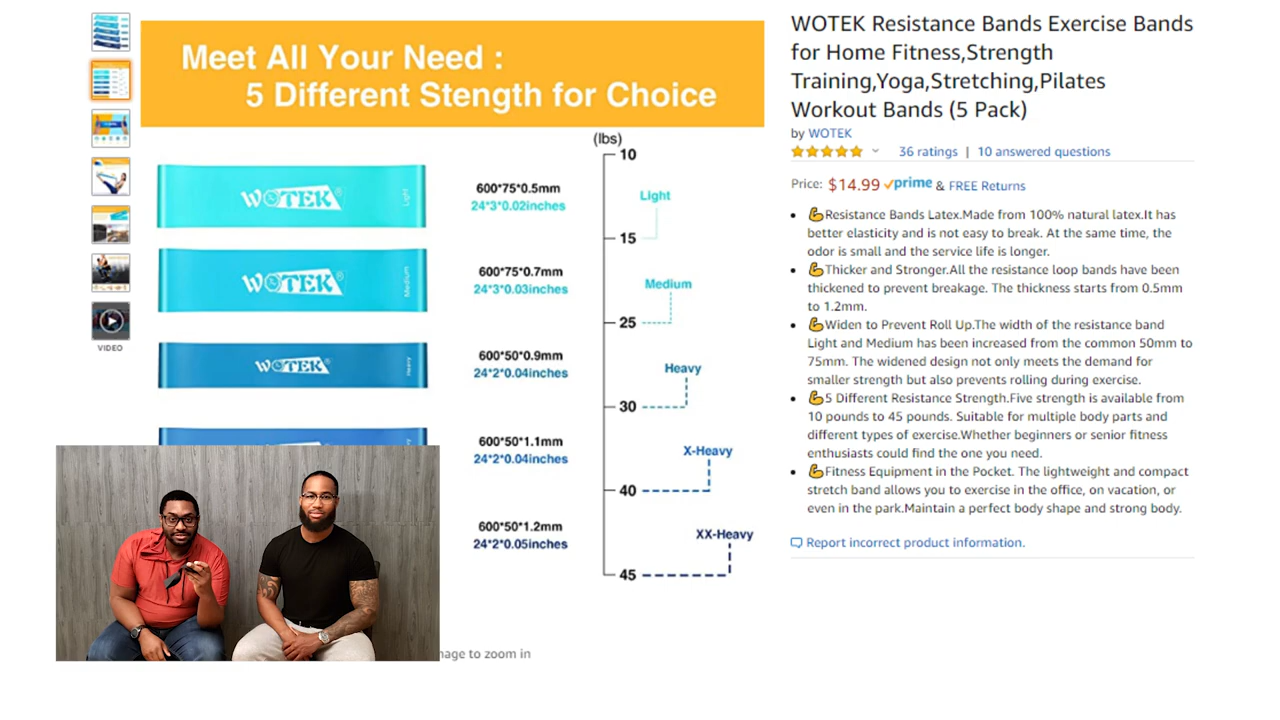 Meet All Your Need :
5 Different Stength for Choice
(lbs)
10
WOTEK
Light
600*75*0.5mm
24*3*0.02inches
Light
15
WOTEK
Medium
600*75*0.7mm
24*3*0.03inches
Medium
25
WOTEK
Heavy
600*50*0.9mm
24*2*0.04inches
Heavy
30
600*50*1.1mm
24*2*0.04inches
X-Heavy
40
600*50*1.2mm
24*2*0.05inches
XX-Heavy
45
VIDEO
to zoom in
WOTEK Resistance Bands Exercise Bands
for Home Fitness,Strength
Training,Yoga,Stretching,Pilates
Workout Bands (5 Pack)
by WOTEK
36 ratings | 10 answered questions
Price: $14.99 prime & FREE Returns
• 💪Resistance Bands Latex.Made from 100% natural latex.It has
better elasticity and is not easy to break. At the same time, the
odor is small and the service life is longer.
• 💪Thicker and Stronger.All the resistance loop bands have been
thickened to prevent breakage. The thickness starts from 0.5mm
to 1.2mm.
• 💪Widen to Prevent Roll Up.The width of the resistance band
Light and Medium has been increased from the common 50mm to
75mm. The widened design not only meets the demand for
smaller strength but also prevents rolling during exercise.
• 💪5 Different Resistance Strength.Five strength is available from
10 pounds to 45 pounds. Suitable for multiple body parts and
different types of exercise.Whether beginners or senior fitness
enthusiasts could find the one you need.
• 💪Fitness Equipment in the Pocket. The lightweight and compact
stretch band allows you to exercise in the office, on vacation, or
even in the park.Maintain a perfect body shape and strong body.
Report incorrect product information.